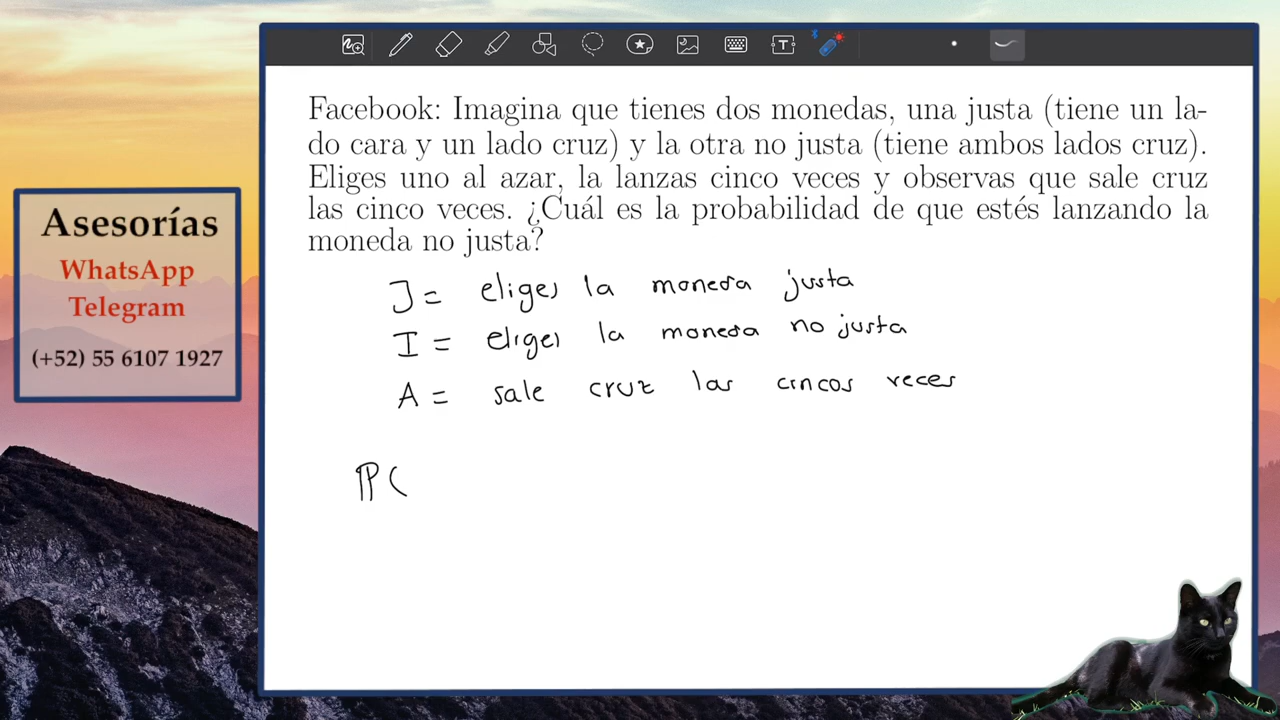 Facebook: Imagina que tienes dos monedas, una justa (tiene un la-
do cara y un lado cruz) y la otra no justa (tiene ambos lados cruz).
Eliges uno al azar, la lanzas cinco veces y observas que sale cruz
las cinco veces. ¿Cuál es la probabilidad de que estés lanzando la
moneda no justa?
Asesorías
WhatsApp
Telegram
(+52) 55 6107 1927
J = eliges la moneda justa
I = eliges la moneda no justa
A = sale cruz las cincos veces
ℙ(